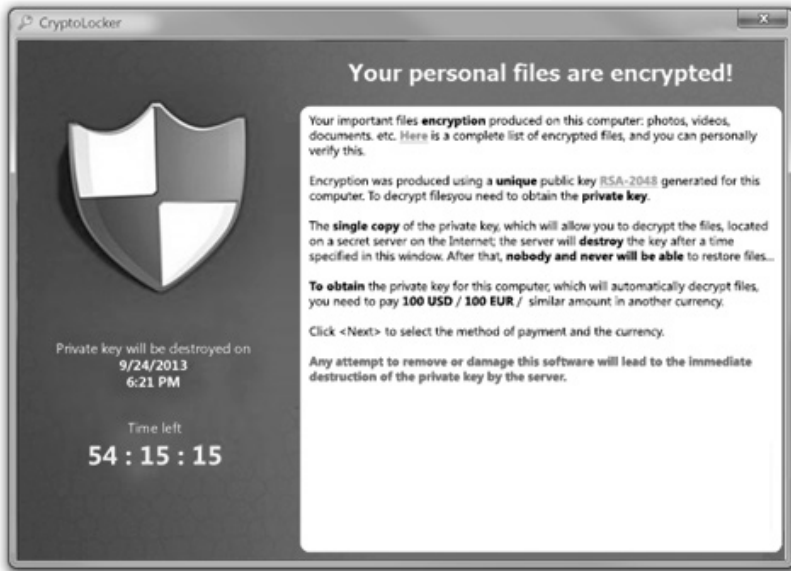 CryptoLocker
Your personal files are encrypted!
Your important files encryption produced on this computer: photos, videos,
documents. etc. Here is a complete list of encrypted files, and you can personally
verify this.
Encryption was produced using a unique public key RSA-2048 generated for this
computer. To decrypt filesyou need to obtain the private key.
The single copy of the private key, which will allow you to decrypt the files, located
on a secret server on the Internet; the server will destroy the key after a time
specified in this window. After that, nobody and never will be able to restore files...
To obtain the private key for this computer, which will automatically decrypt files,
you need to pay 100 USD / 100 EUR / similar amount in another currency.
Click <Next> to select the method of payment and the currency.
Any attempt to remove or damage this software will lead to the immediate
destruction of the private key by the server.
Private key will be destroyed on
9/24/2013
6:21 PM
Time left
54 : 15 : 15